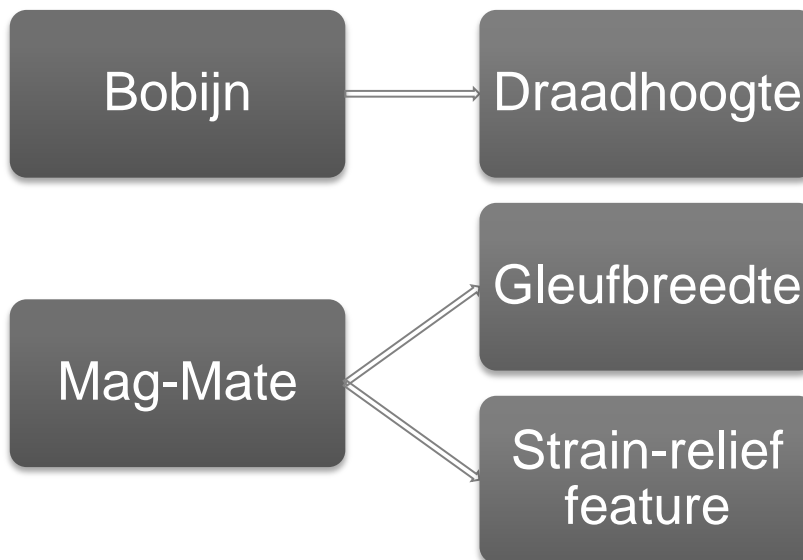 Bobijn
Draadhoogte
Gleufbreedte
Mag-Mate
Strain-relief
feature